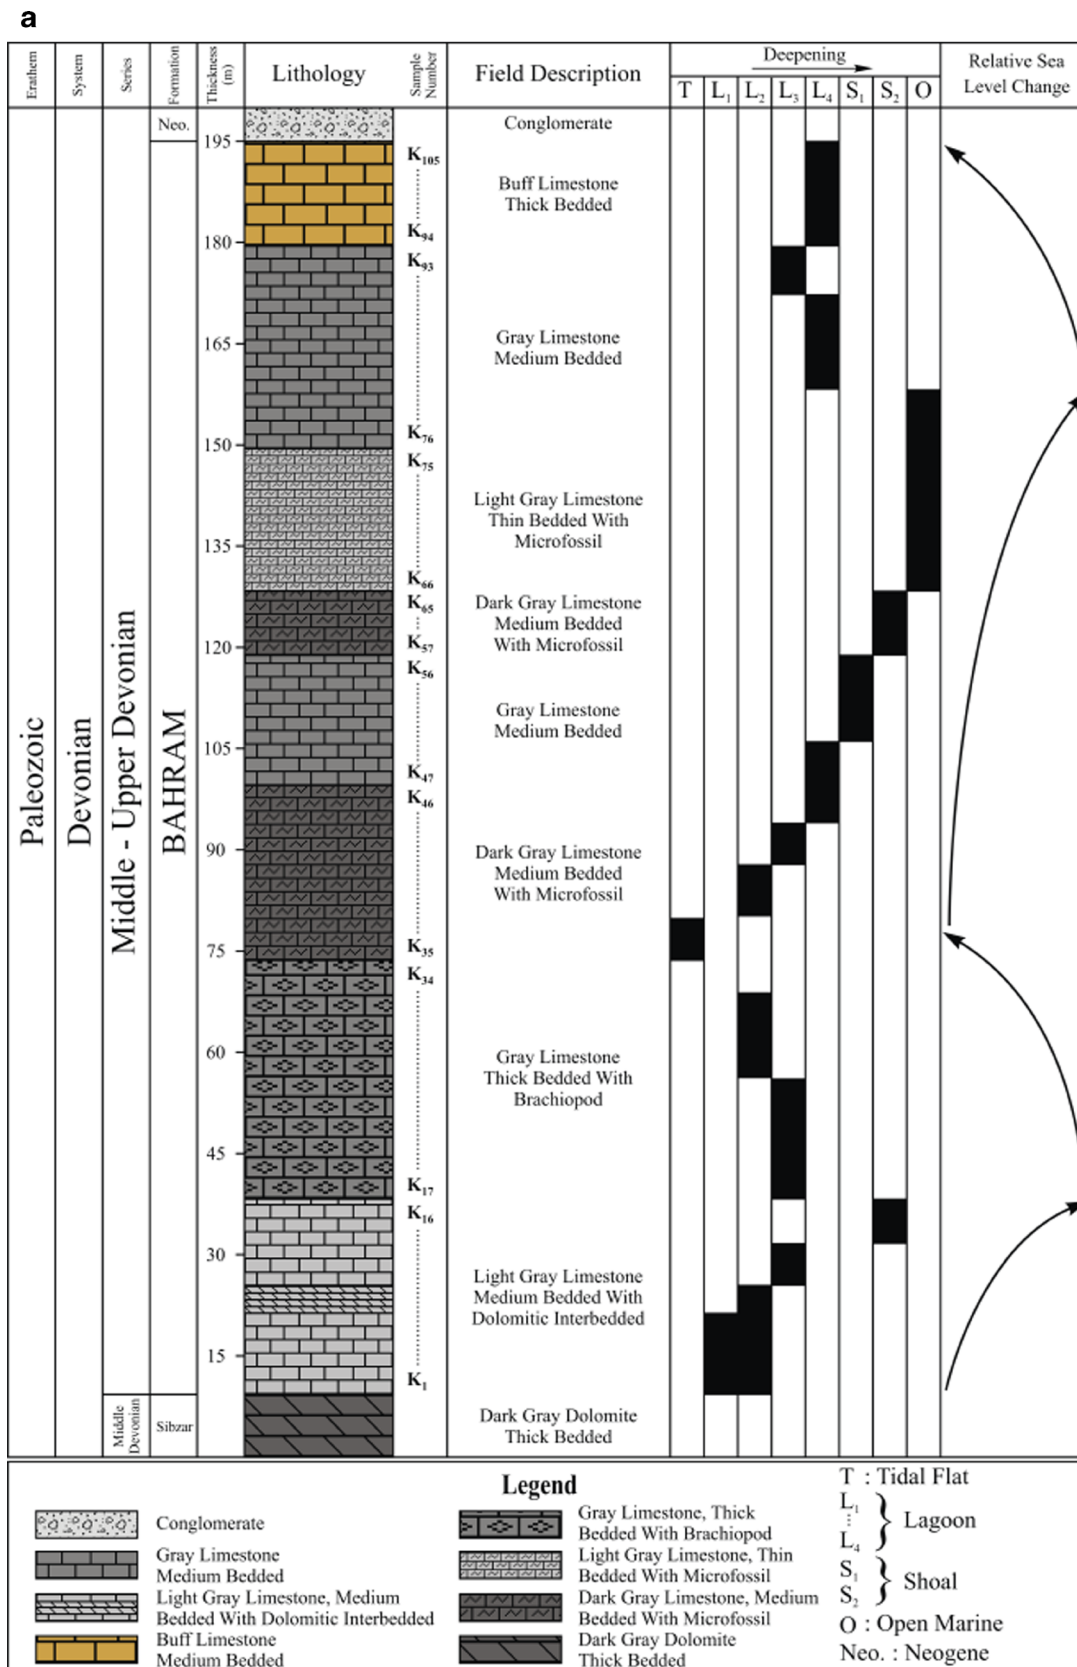 a
Erathem
System
Series
Formation
Thickness
(m)
Lithology
Sample
Number
Field Description
Deepening
T L₁ L₂ L₃ L₄ S₁ S₂ O
Relative Sea
Level Change
Paleozoic
Devonian
Middle - Upper Devonian
Middle
Devonian
Neo.
BAHRAM
Sibzar
195
180
165
150
135
120
105
90
75
60
45
30
15
K₁₀₅
K₉₄
K₉₃
K₇₆
K₇₅
K₆₆
K₆₅
K₅₇
K₅₆
K₄₇
K₄₆
K₃₅
K₃₄
K₁₇
K₁₆
K₁
Conglomerate
Buff Limestone
Thick Bedded
Gray Limestone
Medium Bedded
Light Gray Limestone
Thin Bedded With
Microfossil
Dark Gray Limestone
Medium Bedded
With Microfossil
Gray Limestone
Medium Bedded
Dark Gray Limestone
Medium Bedded
With Microfossil
Gray Limestone
Thick Bedded With
Brachiopod
Light Gray Limestone
Medium Bedded With
Dolomitic Interbedded
Dark Gray Dolomite
Thick Bedded
Legend
Conglomerate
Gray Limestone
Medium Bedded
Light Gray Limestone, Medium
Bedded With Dolomitic Interbedded
Buff Limestone
Medium Bedded
Gray Limestone, Thick
Bedded With Brachiopod
Light Gray Limestone, Thin
Bedded With Microfossil
Dark Gray Limestone, Medium
Bedded With Microfossil
Dark Gray Dolomite
Thick Bedded
T : Tidal Flat
L₁
⋮
L₄
} Lagoon
S₁
S₂
} Shoal
O : Open Marine
Neo. : Neogene